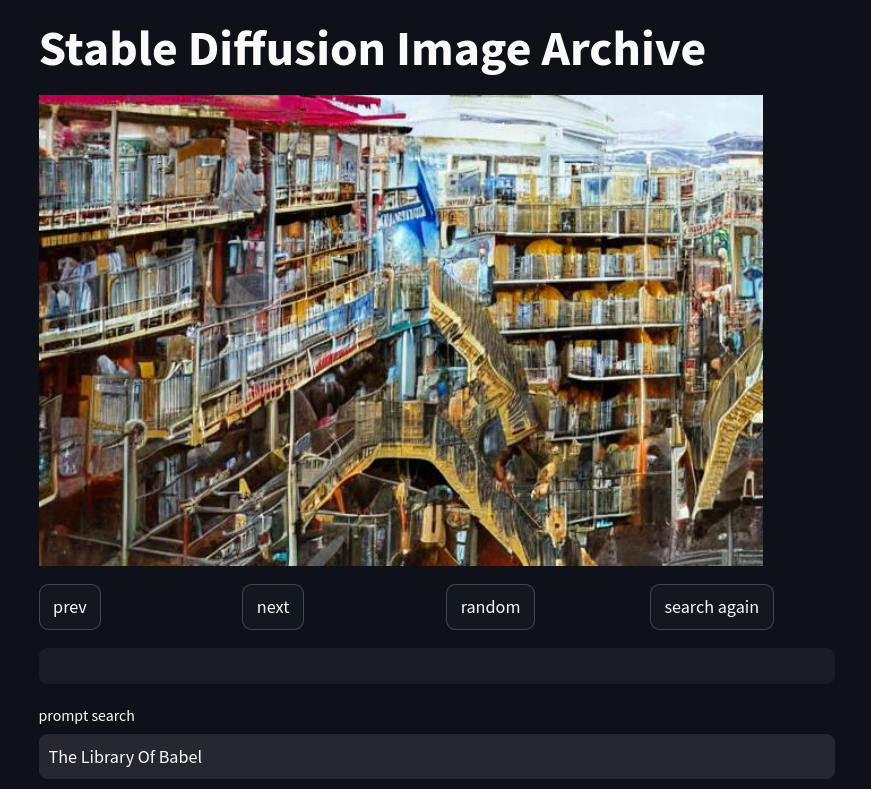 Stable Diffusion Image Archive
prev
next
random
search again
prompt search
The Library Of Babel